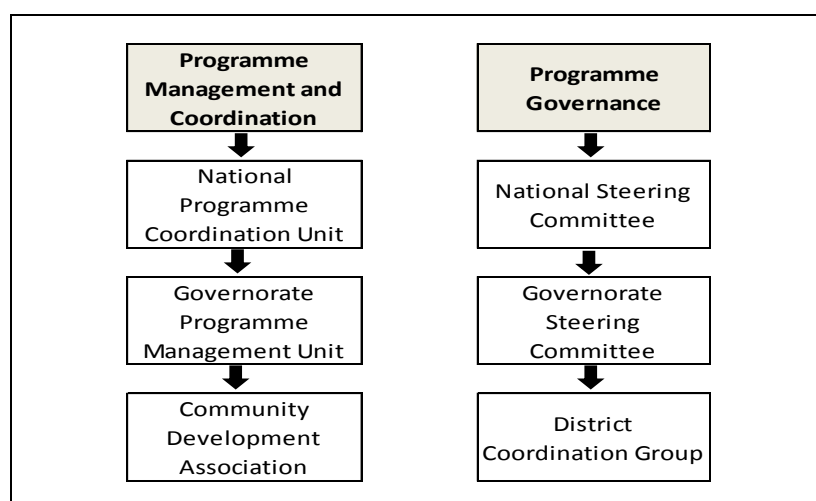 Programme
Management and
Coordination
National
Programme
Coordination Unit
Governorate
Programme
Management Unit
Community
Development
Association
Programme
Governance
National Steering
Committee
Governorate
Steering
Committee
District
Coordination Group